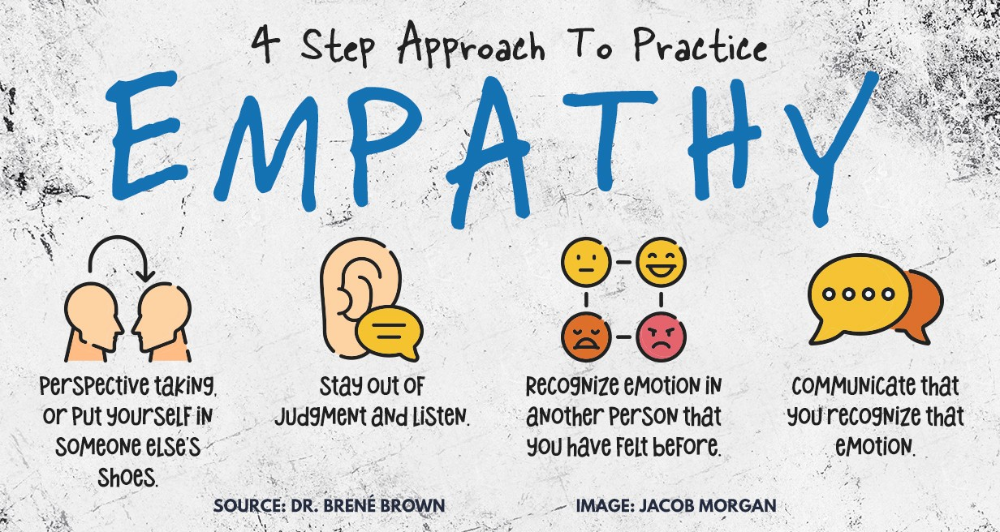 4 Step Approach To Practice
EMPATHY
Perspective taking,
or put yourself in
someone else's
shoes.
Stay out of
judgment and listen.
Recognize emotion in
another person that
you have felt before.
Communicate that
you recognize that
emotion.
SOURCE: DR. BRENÉ BROWN
IMAGE: JACOB MORGAN